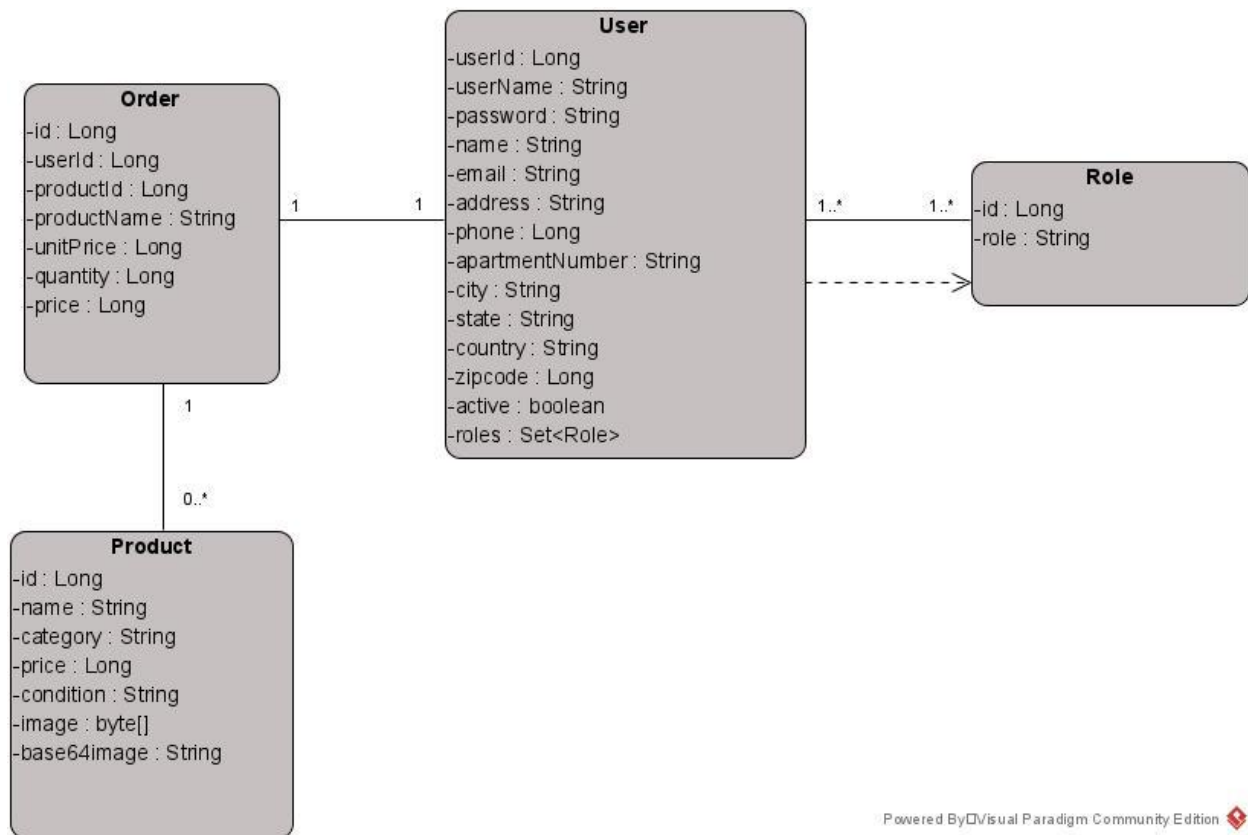 Order
-id : Long
-userId : Long
-productId : Long
-productName : String
-unitPrice : Long
-quantity : Long
-price : Long
1
1
User
-userId : Long
-userName : String
-password : String
-name : String
-email : String
-address : String
-phone : Long
-apartmentNumber : String
-city : String
-state : String
-country : String
-zipcode : Long
-active : boolean
-roles : Set<Role>
1..*
1..*
Role
-id : Long
-role : String
1
0..*
Product
-id : Long
-name : String
-category : String
-price : Long
-condition : String
-image : byte[]
-base64image : String
Powered By□Visual Paradigm Community Edition